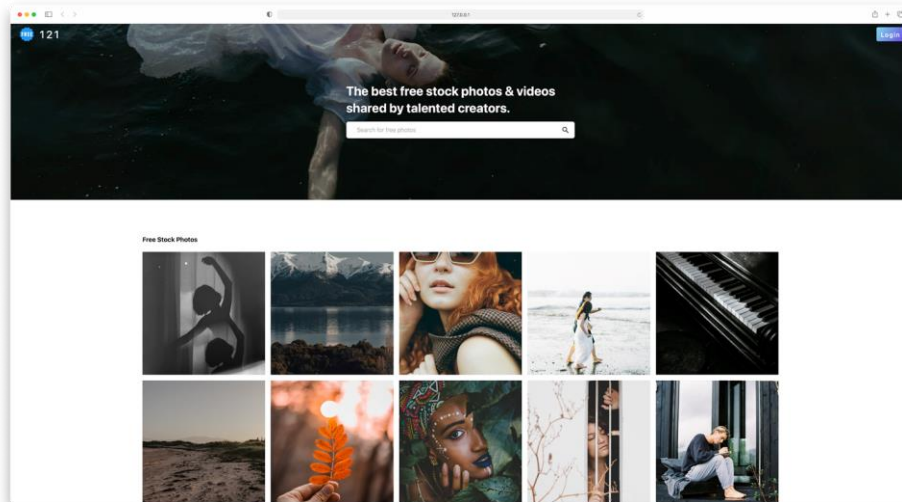 121
Login
The best free stock photos & videos
shared by talented creators.
Search for free photos
Free Stock Photos